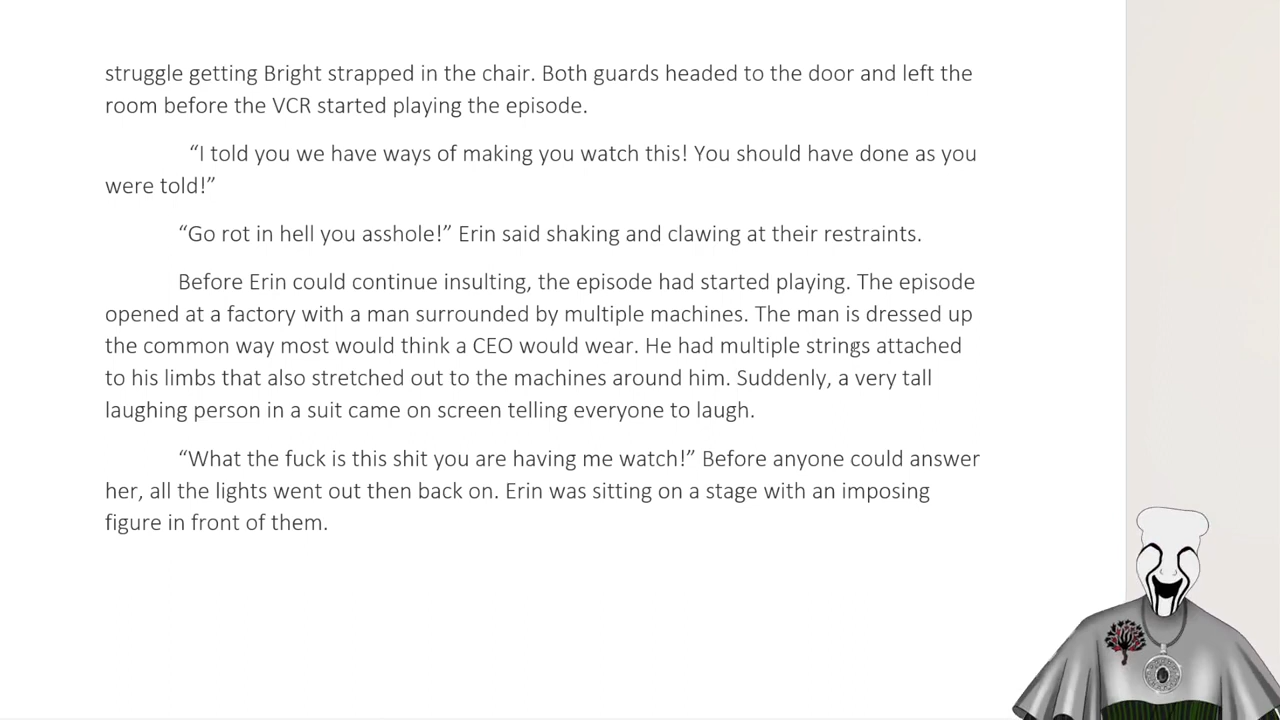 struggle getting Bright strapped in the chair. Both guards headed to the door and left the
room before the VCR started playing the episode.
“I told you we have ways of making you watch this! You should have done as you
were told!”
“Go rot in hell you asshole!” Erin said shaking and clawing at their restraints.
Before Erin could continue insulting, the episode had started playing. The episode
opened at a factory with a man surrounded by multiple machines. The man is dressed up
the common way most would think a CEO would wear. He had multiple strings attached
to his limbs that also stretched out to the machines around him. Suddenly, a very tall
laughing person in a suit came on screen telling everyone to laugh.
“What the fuck is this shit you are having me watch!” Before anyone could answer
her, all the lights went out then back on. Erin was sitting on a stage with an imposing
figure in front of them.